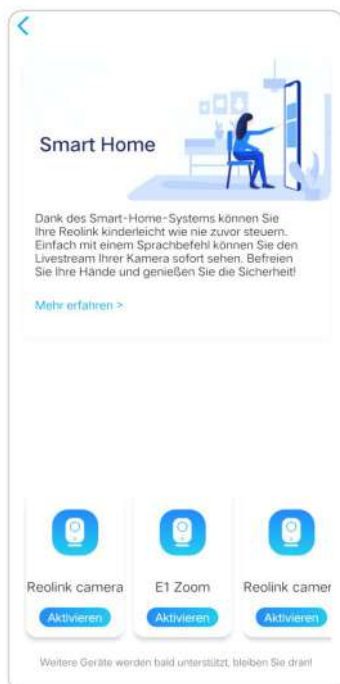 Smart Home
Dank des Smart-Home-Systems können Sie
Ihre Reolink kinderleicht wie nie zuvor steuern.
Einfach mit einem Sprachbefehl können Sie den
Livestream Ihrer Kamera sofort sehen. Befreien
Sie Ihre Hände und genießen Sie die Sicherheit!
Mehr erfahren >
Reolink camera
E1 Zoom
Reolink camer
Aktivieren
Aktivieren
Aktivieren
Weitere Geräte werden bald unterstützt, bleiben Sie dran!